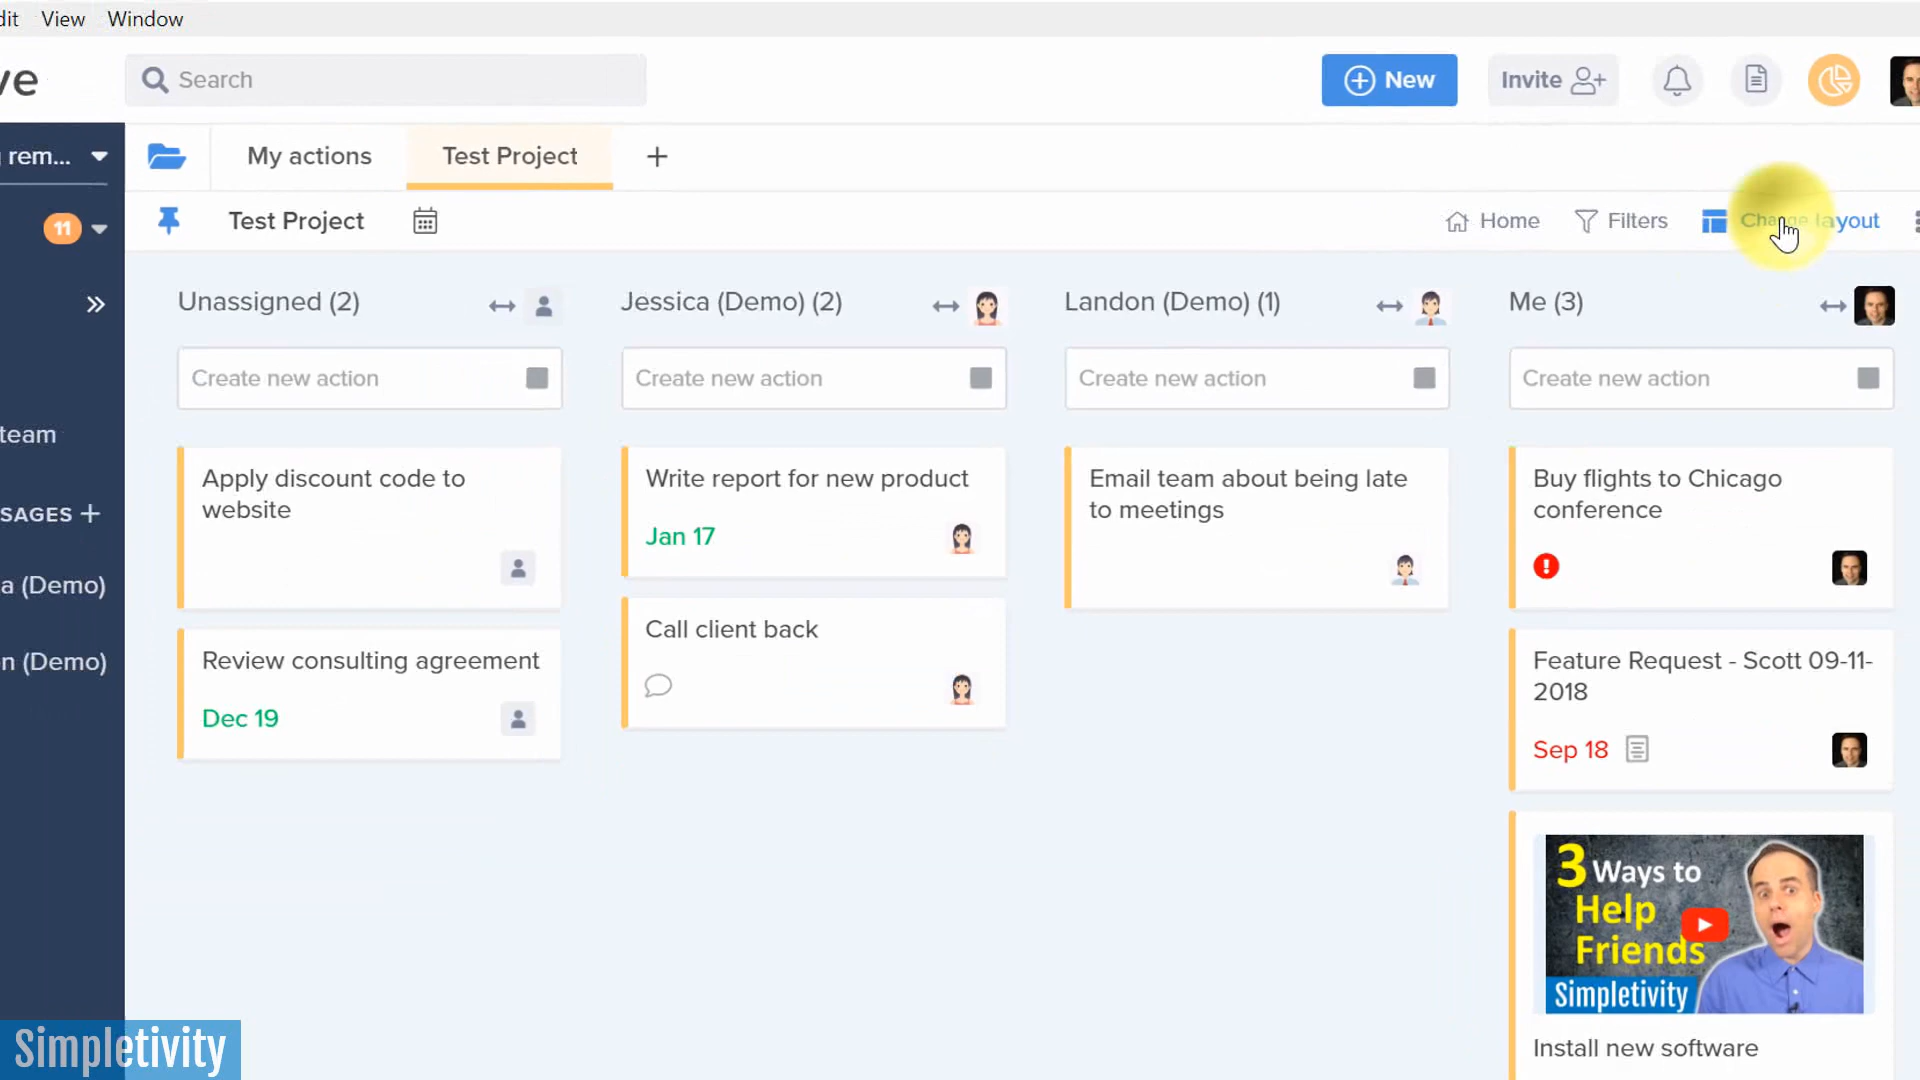 dit View Window
ve
Search
New
Invite
rem...
My actions
Test Project
+
11
Test Project
Home
Filters
Change layout
Unassigned (2)
Jessica (Demo) (2)
Landon (Demo) (1)
Me (3)
Create new action
Create new action
Create new action
Create new action
team
SAGES +
a (Demo)
n (Demo)
Apply discount code to
website
Review consulting agreement
Dec 19
Write report for new product
Jan 17
Call client back
Email team about being late
to meetings
Buy flights to Chicago
conference
Feature Request - Scott 09-11-
2018
Sep 18
3 Ways to
Help
Friends
Simpletivity
Install new software
Simpletivity